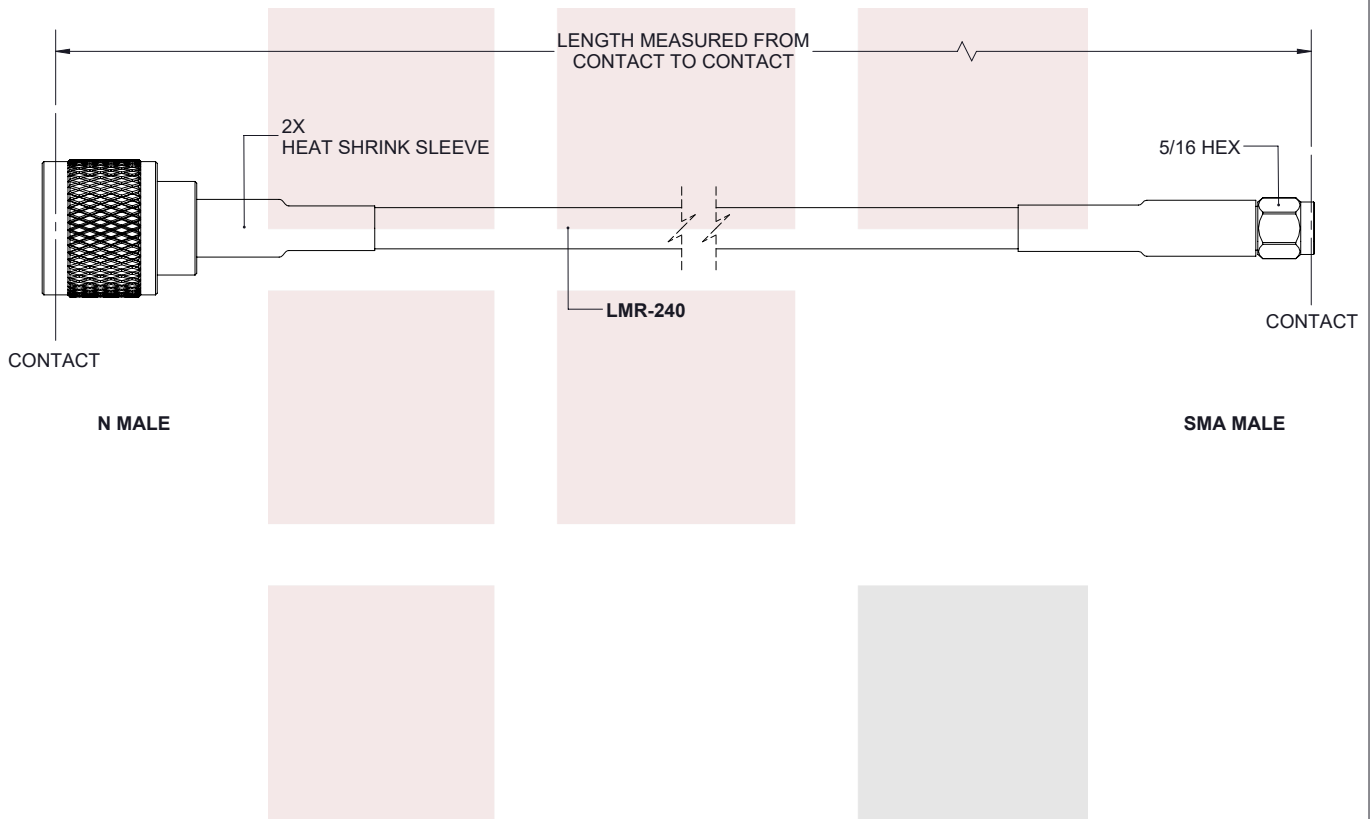 LENGTH MEASURED FROM
CONTACT TO CONTACT
2X
HEAT SHRINK SLEEVE
5/16 HEX
LMR-240
CONTACT
CONTACT
N MALE
SMA MALE